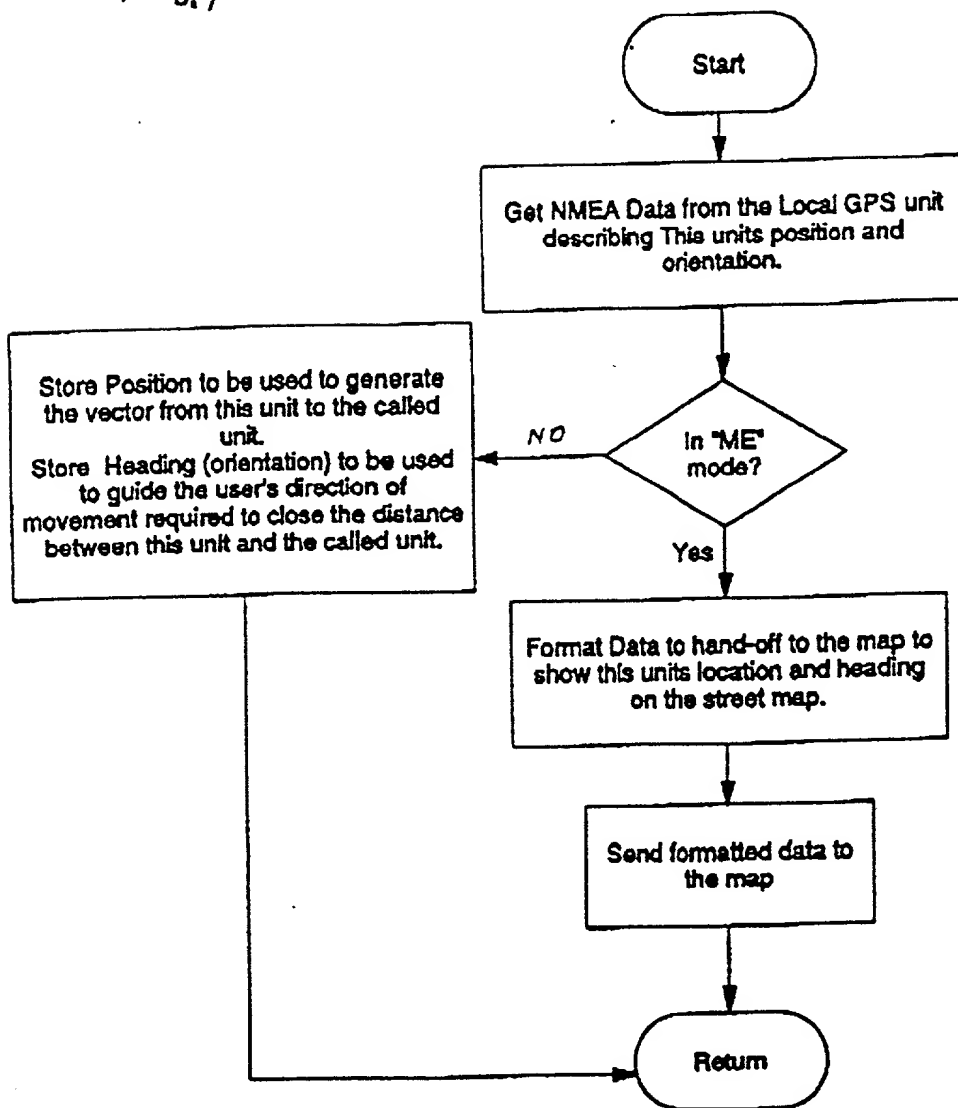 Start
Get NMEA Data from the Local GPS unit
describing This units position and
orientation.
In "ME"
mode?
NO
Store Position to be used to generate
the vector from this unit to the called
unit.
Store Heading (orientation) to be used
to guide the user's direction of
movement required to close the distance
between this unit and the called unit.
Yes
Format Data to hand-off to the map to
show this units location and heading
on the street map.
Send formatted data to
the map
Return